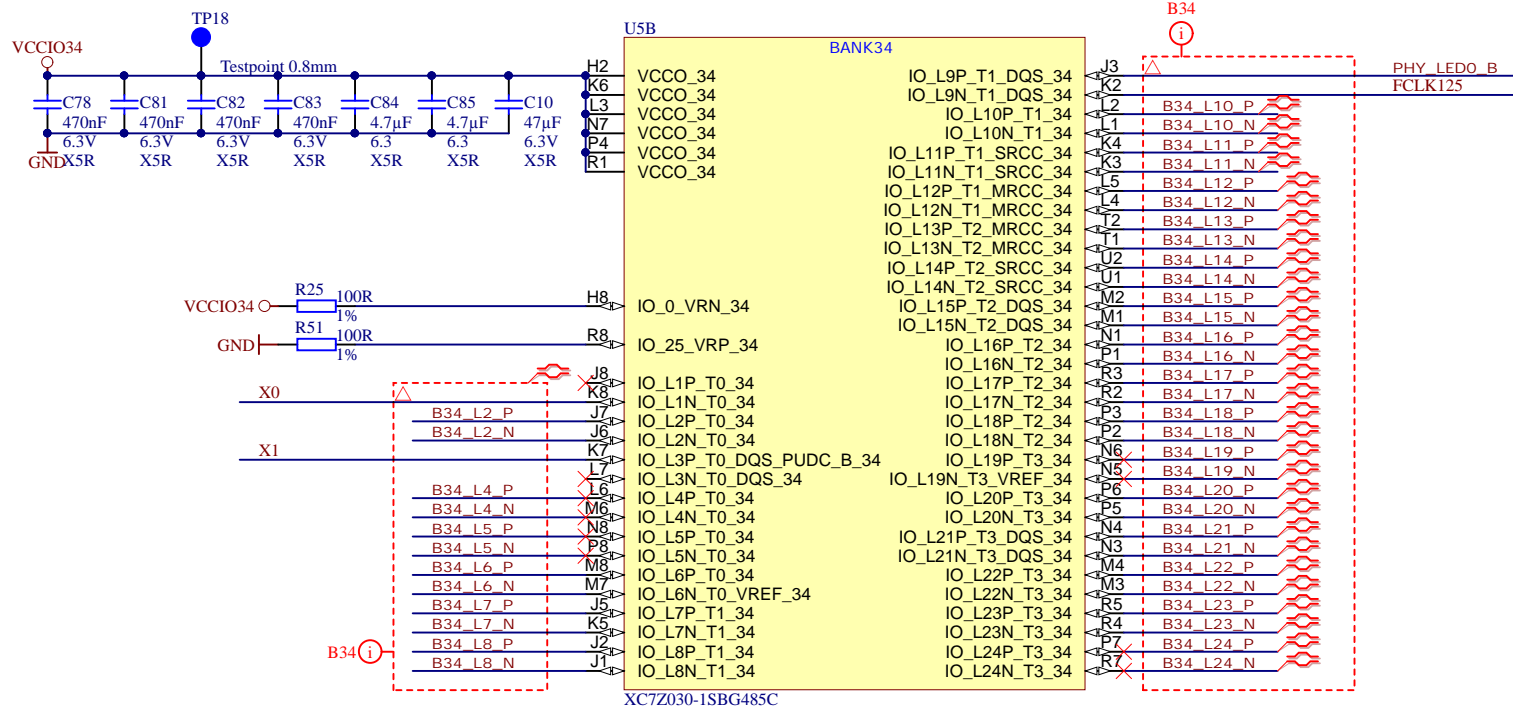 TP18
VCCIO34
Testpoint 0.8mm
C78 C81 C82 C83 C84 C85 C10
470nF 470nF 470nF 470nF 4.7µF 4.7µF 47µF
6.3V 6.3V 6.3V 6.3V 6.3 6.3 6.3V
X5R X5R X5R X5R X5R X5R X5R
GND
U5B
BANK34
B34
i
H2 VCCO_34
K6 VCCO_34
L3 VCCO_34
N7 VCCO_34
P4 VCCO_34
R1 VCCO_34
VCCIO34 R25 100R 1% H8 IO_0_VRN_34
GND R51 100R 1% R8 IO_25_VRP_34
J8 IO_L1P_T0_34
X0 K8 IO_L1N_T0_34
B34_L2_P J7 IO_L2P_T0_34
B34_L2_N J6 IO_L2N_T0_34
X1 K7 IO_L3P_T0_DQS_PUDC_B_34
L7 IO_L3N_T0_DQS_34
B34_L4_P L6 IO_L4P_T0_34
B34_L4_N M6 IO_L4N_T0_34
B34_L5_P N8 IO_L5P_T0_34
B34_L5_N P8 IO_L5N_T0_34
B34_L6_P M8 IO_L6P_T0_34
B34_L6_N M7 IO_L6N_T0_VREF_34
B34_L7_P J5 IO_L7P_T1_34
B34_L7_N K5 IO_L7N_T1_34
B34_L8_P J2 IO_L8P_T1_34
B34_L8_N J1 IO_L8N_T1_34
B34 i
IO_L9P_T1_DQS_34 J3 PHY_LED0_B
IO_L9N_T1_DQS_34 K2 FCLK125
IO_L10P_T1_34 L2 B34_L10_P
IO_L10N_T1_34 L1 B34_L10_N
IO_L11P_T1_SRCC_34 K4 B34_L11_P
IO_L11N_T1_SRCC_34 K3 B34_L11_N
IO_L12P_T1_MRCC_34 L5 B34_L12_P
IO_L12N_T1_MRCC_34 L4 B34_L12_N
IO_L13P_T2_MRCC_34 T2 B34_L13_P
IO_L13N_T2_MRCC_34 T1 B34_L13_N
IO_L14P_T2_SRCC_34 U2 B34_L14_P
IO_L14N_T2_SRCC_34 U1 B34_L14_N
IO_L15P_T2_DQS_34 M2 B34_L15_P
IO_L15N_T2_DQS_34 M1 B34_L15_N
IO_L16P_T2_34 N1 B34_L16_P
IO_L16N_T2_34 P1 B34_L16_N
IO_L17P_T2_34 R3 B34_L17_P
IO_L17N_T2_34 R2 B34_L17_N
IO_L18P_T2_34 P3 B34_L18_P
IO_L18N_T2_34 P2 B34_L18_N
IO_L19P_T3_34 N6 B34_L19_P
IO_L19N_T3_VREF_34 N5 B34_L19_N
IO_L20P_T3_34 P6 B34_L20_P
IO_L20N_T3_34 P5 B34_L20_N
IO_L21P_T3_DQS_34 N4 B34_L21_P
IO_L21N_T3_DQS_34 N3 B34_L21_N
IO_L22P_T3_34 M4 B34_L22_P
IO_L22N_T3_34 M3 B34_L22_N
IO_L23P_T3_34 R5 B34_L23_P
IO_L23N_T3_34 R4 B34_L23_N
IO_L24P_T3_34 P7 B34_L24_P
IO_L24N_T3_34 R7 B34_L24_N
XC7Z030-1SBG485C